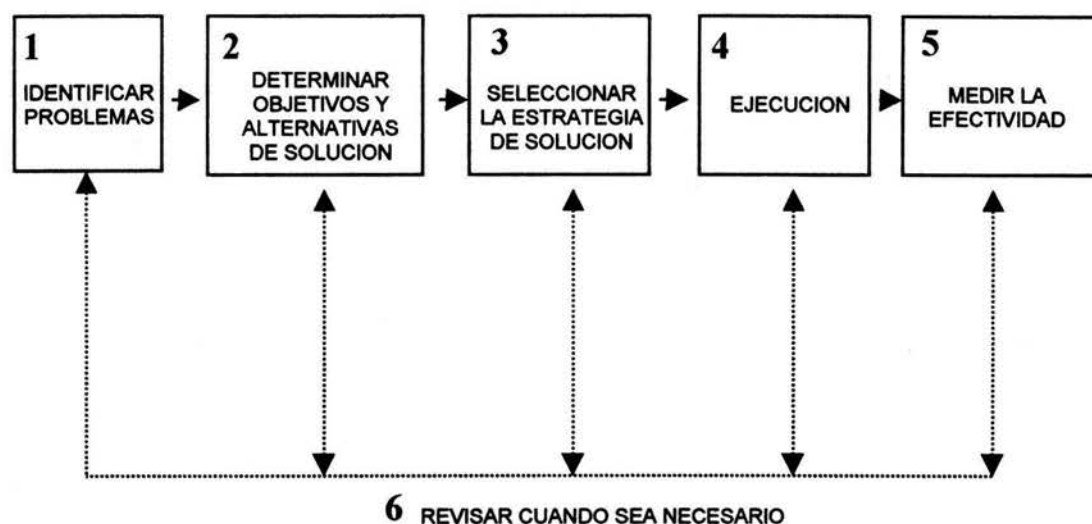 1
IDENTIFICAR
PROBLEMAS
2
DETERMINAR
OBJETIVOS Y
ALTERNATIVAS
DE SOLUCION
3
SELECCIONAR
LA ESTRATEGIA
DE SOLUCION
4
EJECUCION
5
MEDIR LA
EFECTIVIDAD
6 REVISAR CUANDO SEA NECESARIO